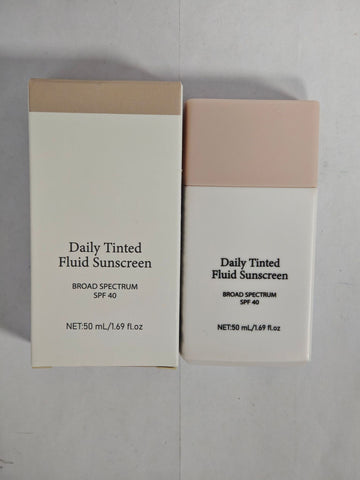 Daily Tinted
Fluid Sunscreen
BROAD SPECTRUM
SPF 40
NET:50 mL/1.69 fl.oz
Daily Tinted
Fluid Sunscreen
BROAD SPECTRUM
SPF 40
NET:50 mL/1.69 fl.oz